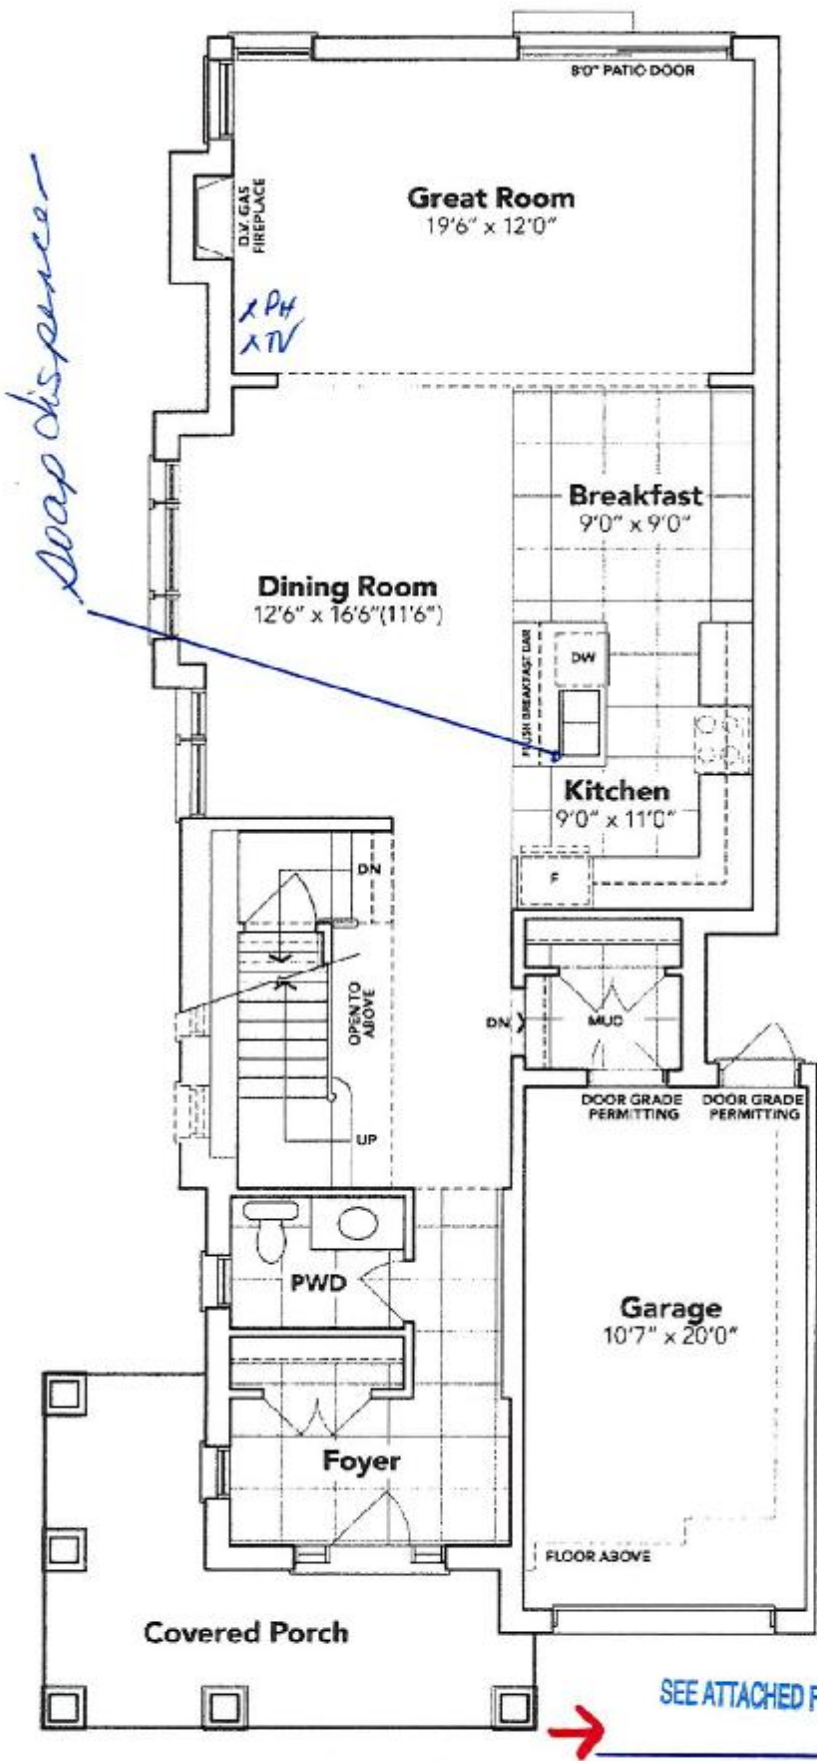 8'0" PATIO DOOR
Great Room
19'6" x 12'0"
D.V. GAS
FIREPLACE
x PH
x TV
soap dispencer
Breakfast
9'0" x 9'0"
Dining Room
12'6" x 16'6"(11'6")
FLUSH BREAKFAST BAR
DW
Kitchen
9'0" x 11'0"
F
DN
OPEN TO
ABOVE
UP
DN
MUD
DOOR GRADE
PERMITTING
DOOR GRADE
PERMITTING
PWD
Garage
10'7" x 20'0"
Foyer
FLOOR ABOVE
Covered Porch
SEE ATTACHED